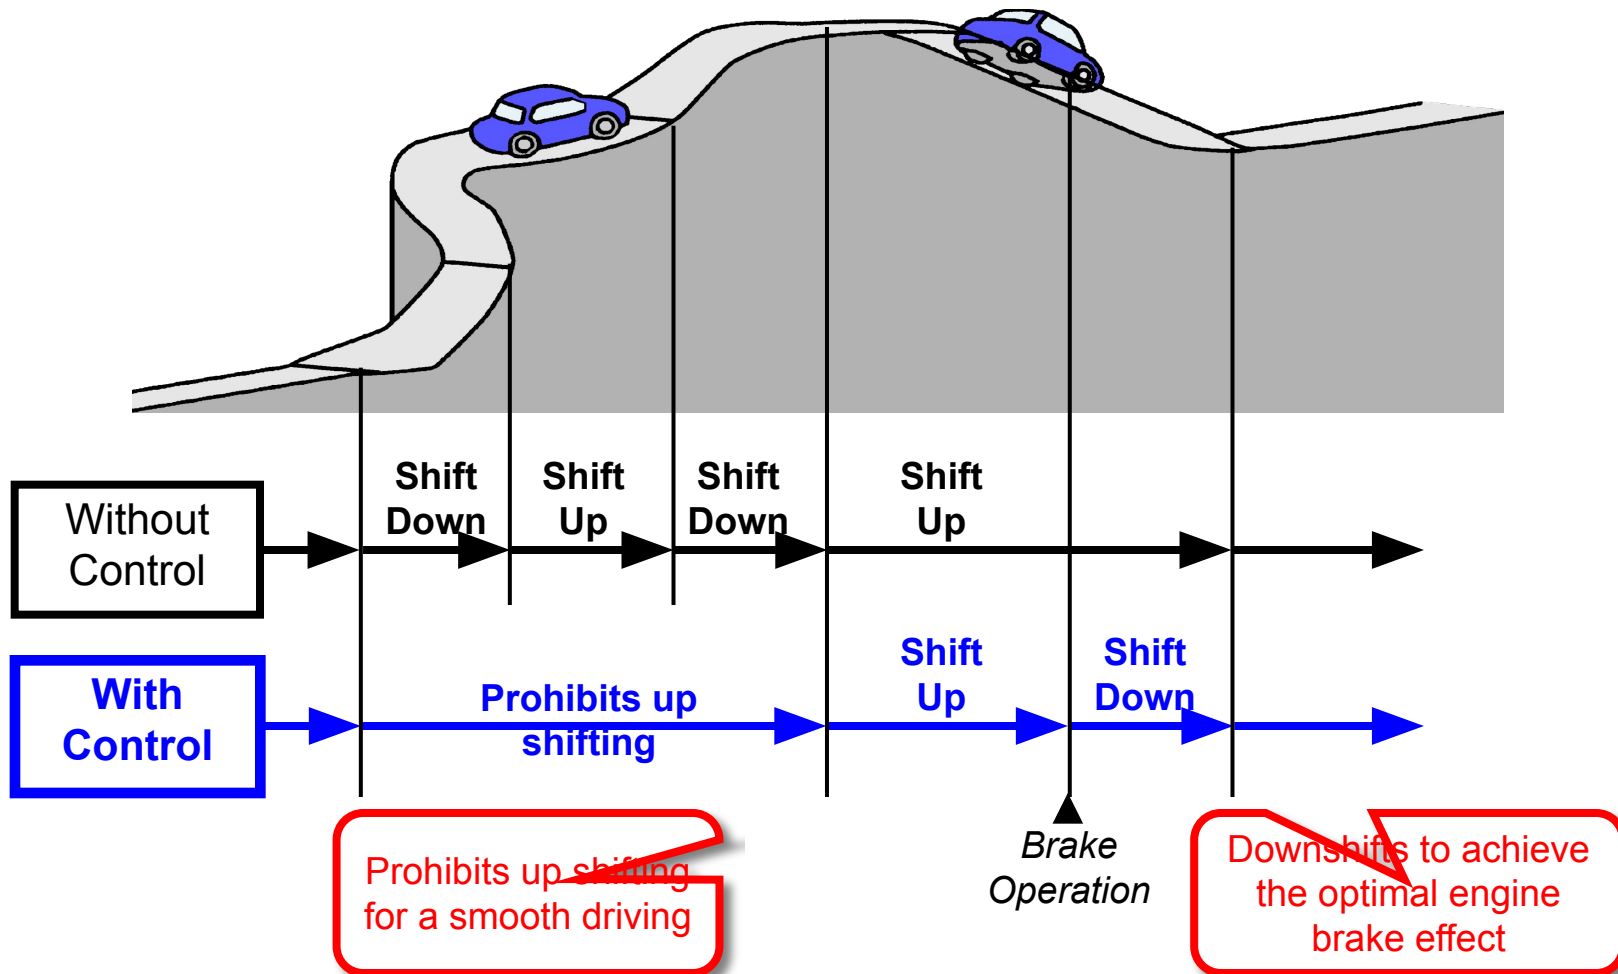 Without
Control
Shift
Down
Shift
Up
Shift
Down
Shift
Up
With
Control
Prohibits up
shifting
Shift
Up
Shift
Down
Prohibits up shifting
for a smooth driving
Brake
Operation
Downshifts to achieve
the optimal engine
brake effect